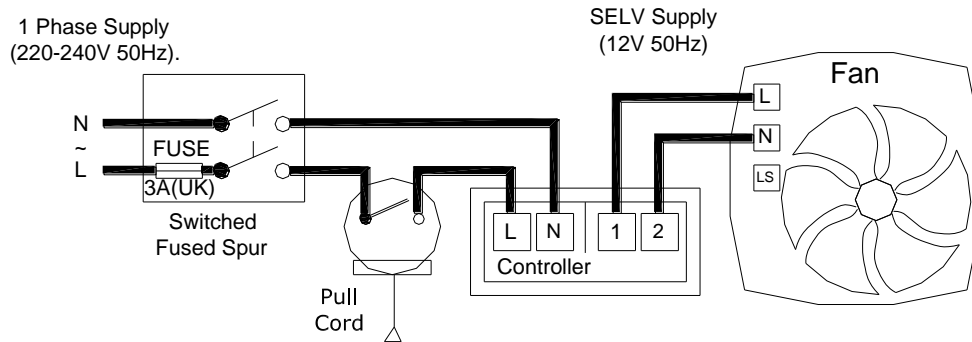 1 Phase Supply
(220-240V 50Hz).
SELV Supply
(12V 50Hz)
Fan
N
~
L
FUSE
3A(UK)
Switched
Fused Spur
Pull
Cord
L
N
1
2
Controller
L
N
LS